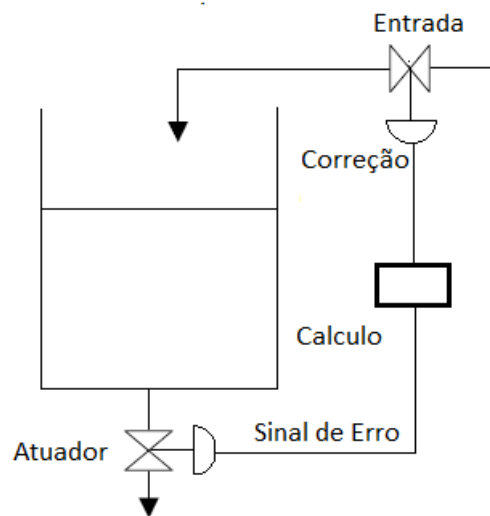 Entrada
Correção
Calculo
Sinal de Erro
Atuador